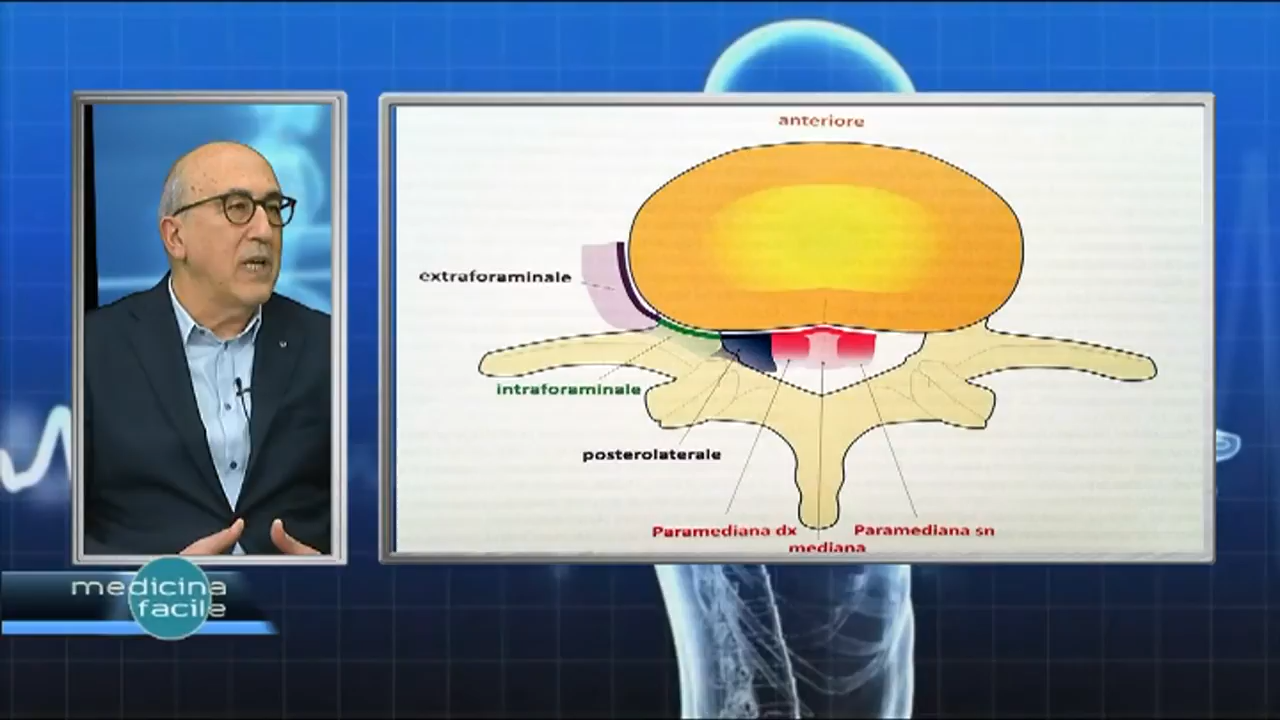 anteriore
extraforaminale
intraforaminale
posterolaterale
Paramediana dx
Paramediana sn
mediana
medicina
facile